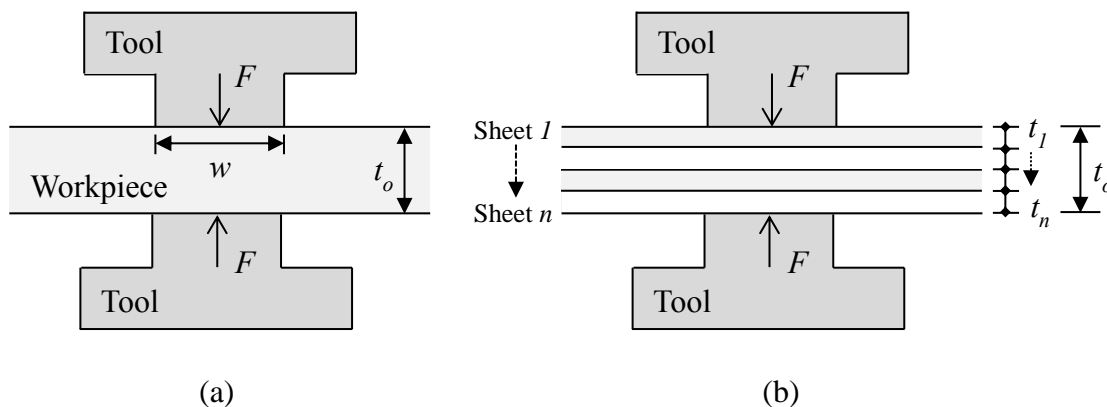 Tool
F
w
t_o
Workpiece
F
Tool
(a)
Tool
F
Sheet 1
t_1
t_o
Sheet n
t_n
F
Tool
(b)